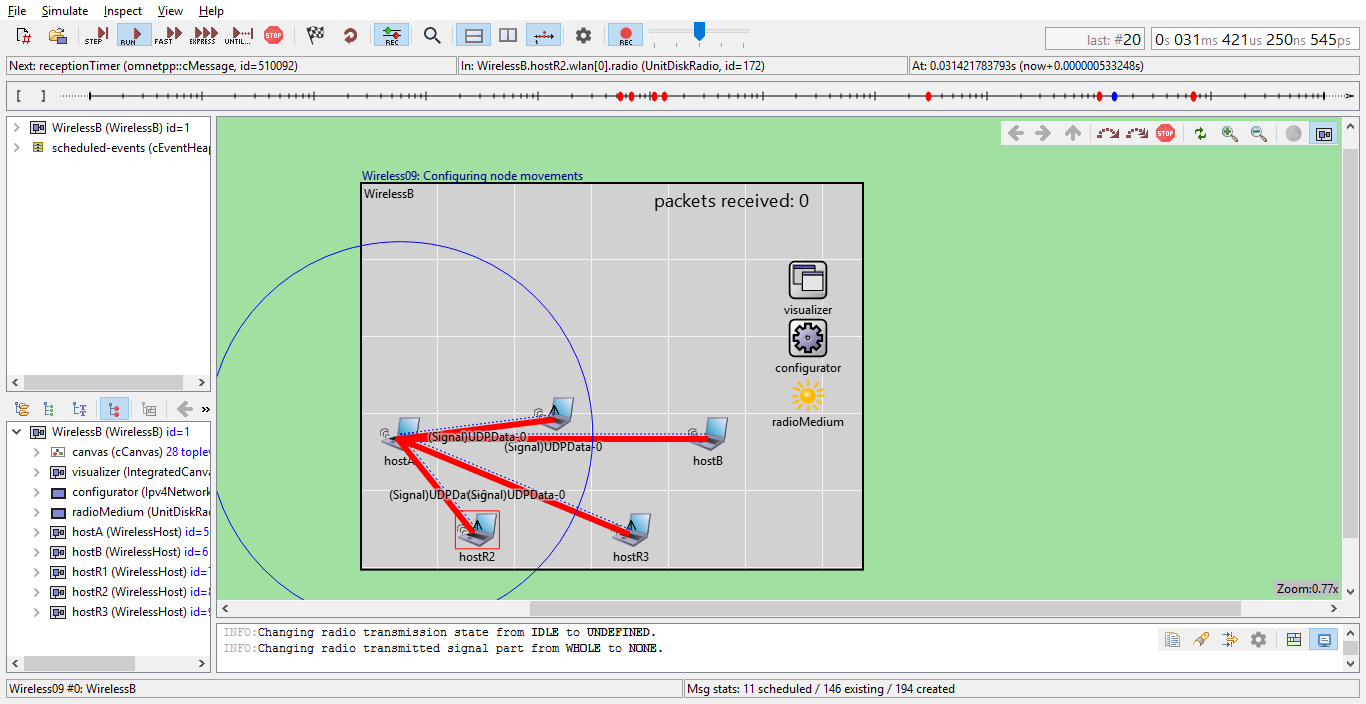 File Simulate Inspect View Help
STEP RUN FAST EXPRESS UNTIL... STOP REC REC
last: #20 0s 031ms 421us 250ns 545ps
Next: receptionTimer (omnetpp::cMessage, id=510092) In: WirelessB.hostR2.wlan[0].radio (UnitDiskRadio, id=172) At: 0.031421783793s (now+0.000000533248s)
[ ]
WirelessB (WirelessB) id=1
scheduled-events (cEventHeap
STOP
Wireless09: Configuring node movements
WirelessB
packets received: 0
visualizer
configurator
radioMedium
(Signal)UDPData-0
(Signal)UDPData-0
hostA
hostB
(Signal)UDPDat
(Signal)UDPData-0
hostR2
hostR3
Zoom:0.77x
»
WirelessB (WirelessB) id=1
canvas (cCanvas) 28 toplev
visualizer (IntegratedCanva
configurator (Ipv4Network
radioMedium (UnitDiskRad
hostA (WirelessHost) id=5
hostB (WirelessHost) id=6
hostR1 (WirelessHost) id=7
hostR2 (WirelessHost) id=8
hostR3 (WirelessHost) id=9
INFO:Changing radio transmission state from IDLE to UNDEFINED.
INFO:Changing radio transmitted signal part from WHOLE to NONE.
Wireless09 #0: WirelessB Msg stats: 11 scheduled / 146 existing / 194 created